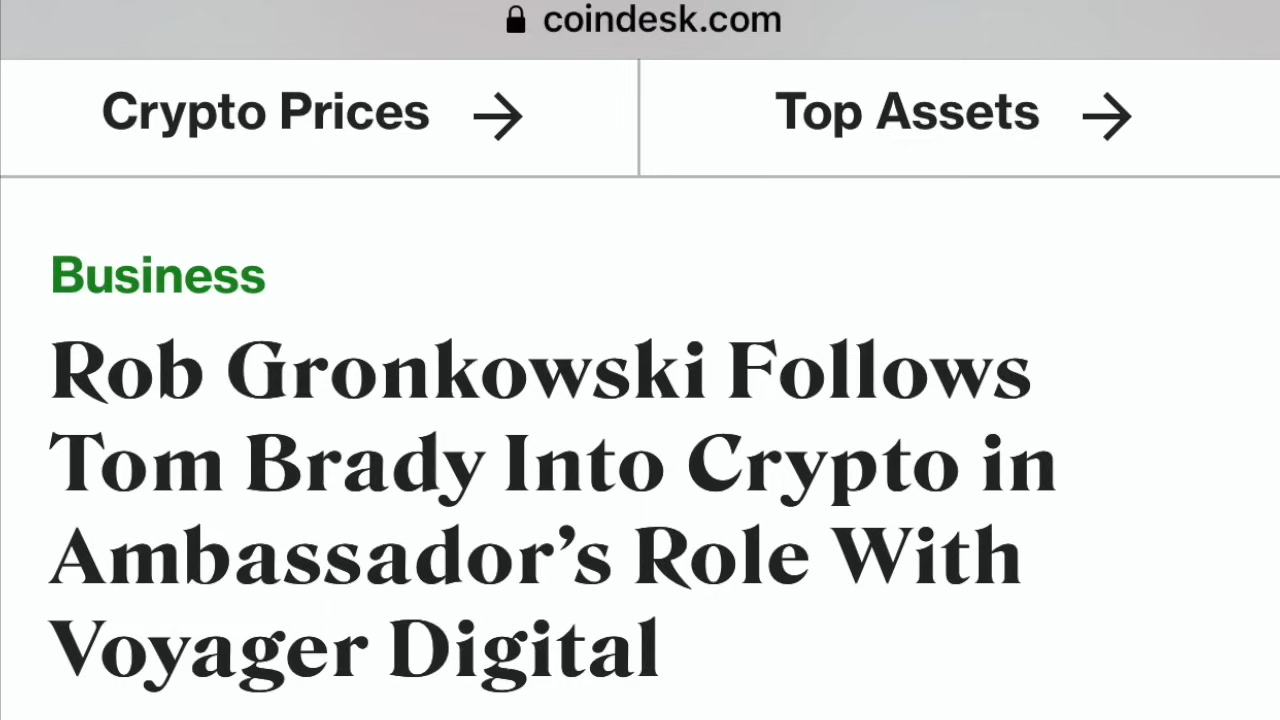 coindesk.com
Crypto Prices → Top Assets →
Business
Rob Gronkowski Follows
Tom Brady Into Crypto in
Ambassador’s Role With
Voyager Digital